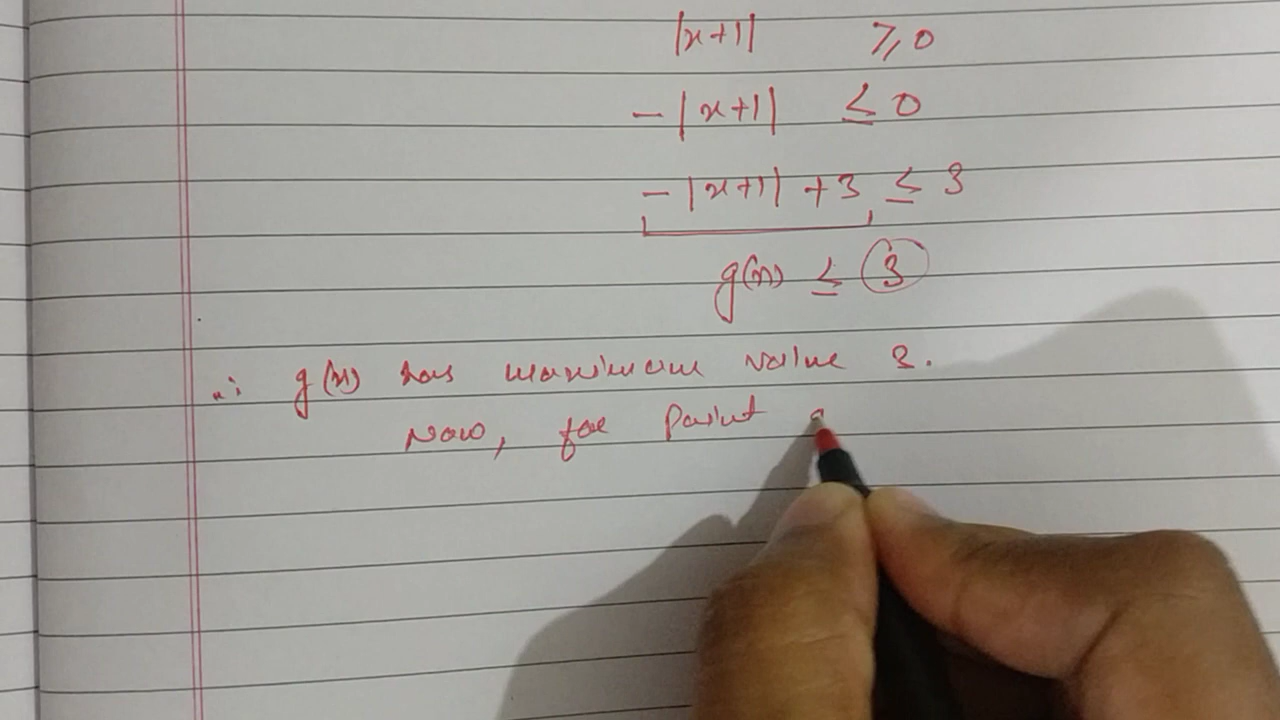 |x+1| ≥ 0
-|x+1| ≤ 0
-|x+1| +3 ≤ 3
g(x) ≤ 3
∴ g(x) has maximum value 3.
Now, for Point